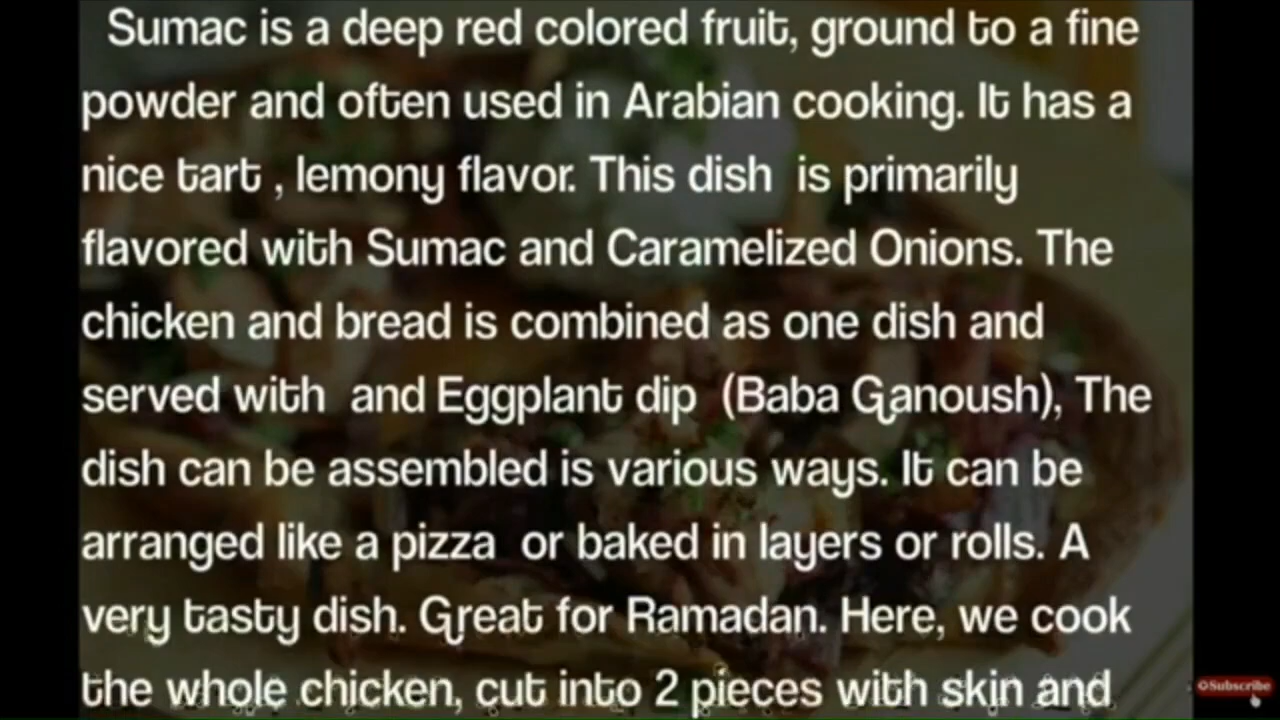 Sumac is a deep red colored fruit, ground to a fine
powder and often used in Arabian cooking. It has a
nice tart , lemony flavor. This dish  is primarily
flavored with Sumac and Caramelized Onions. The
chicken and bread is combined as one dish and
served with  and Eggplant dip  (Baba Ganoush), The
dish can be assembled is various ways. It can be
arranged like a pizza  or baked in layers or rolls. A
very tasty dish. Great for Ramadan. Here, we cook
the whole chicken, cut into 2 pieces with skin and
Subscribe